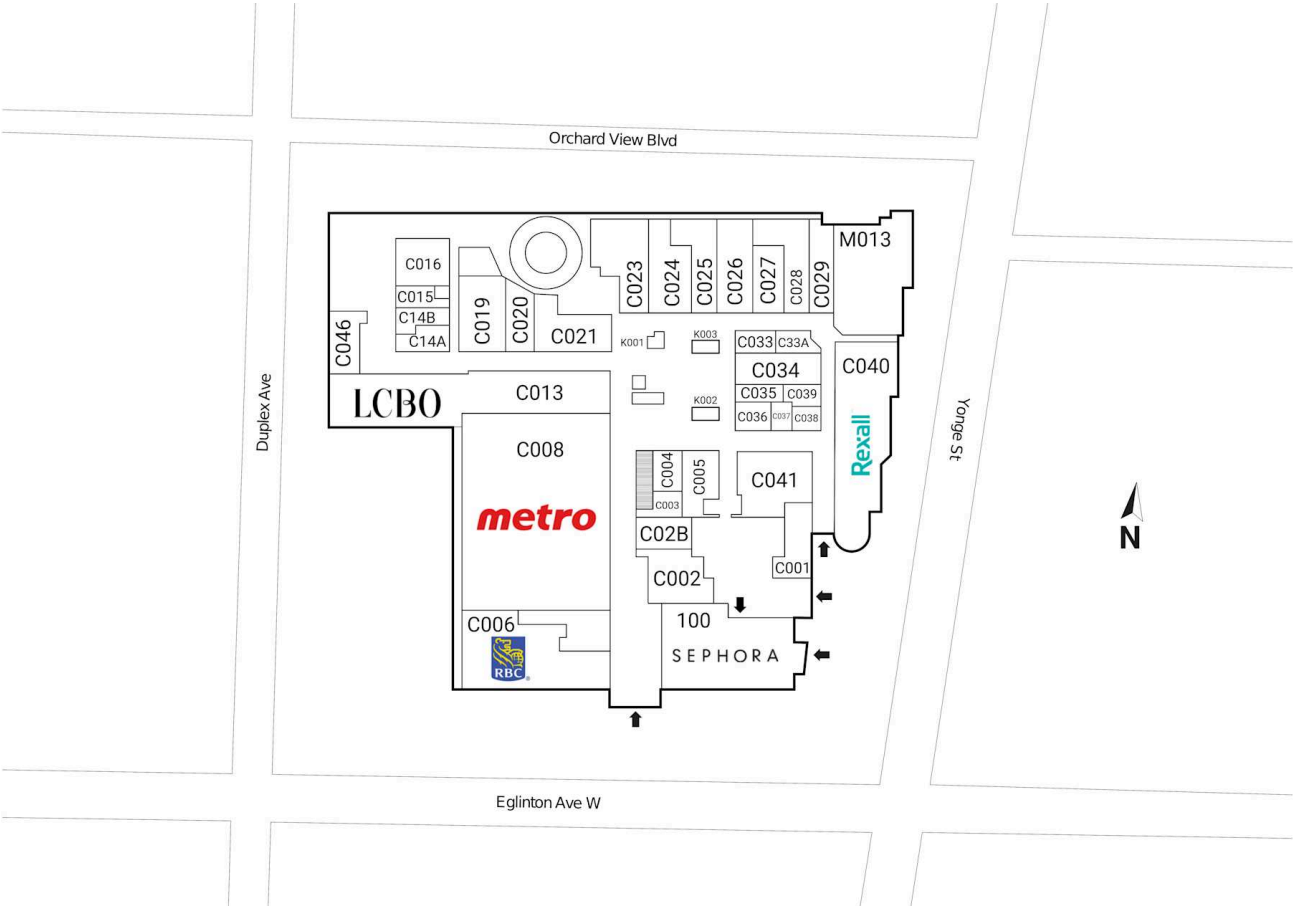 Orchard View Blvd
M013
C016
C023
C024
C025
C026
C027
C028
C029
C015
C14B
C14A
C019
C020
C021
C046
K001
K003
C033
C33A
C034
C040
C035
C039
K002
C036
C037
C038
LCBO
C013
Duplex Ave
Yonge St
Rexall
C008
metro
C004
C005
C003
C041
C02B
C002
C001
N
C006
RBC
100
SEPHORA
Eglinton Ave W